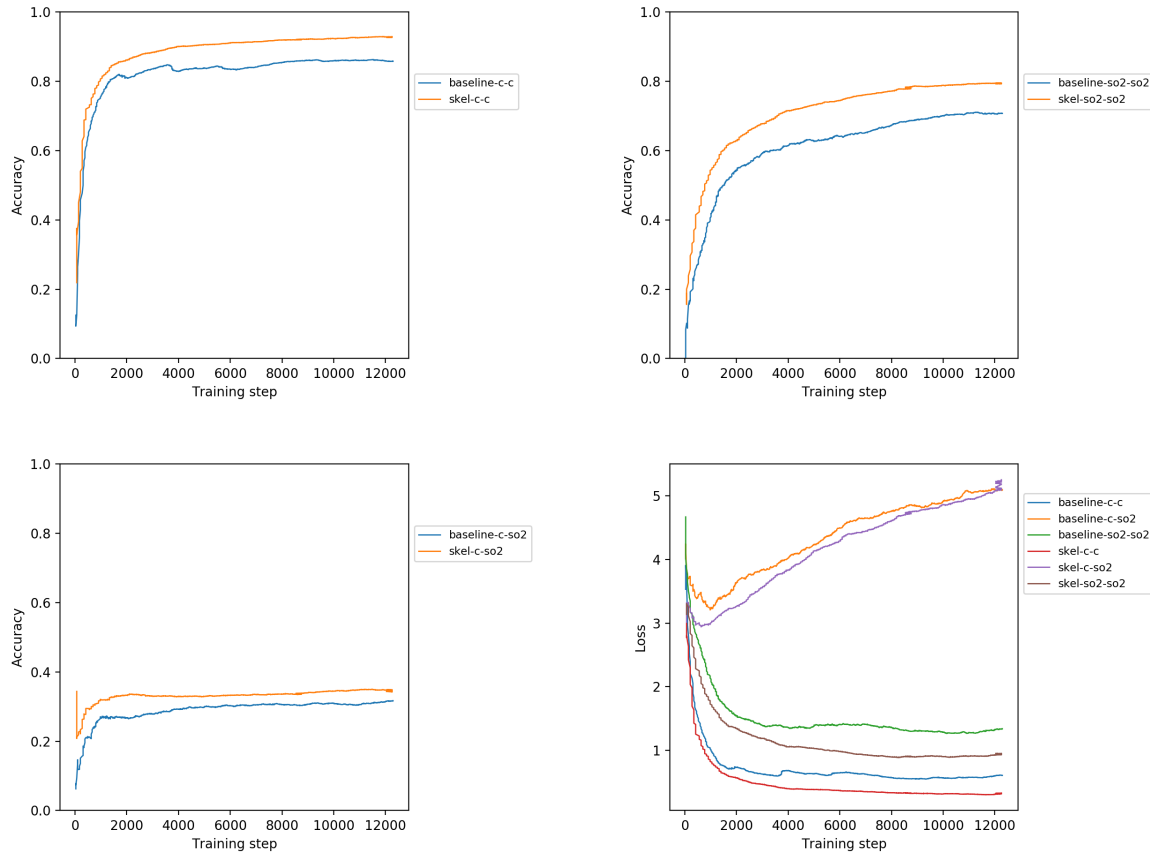 1.0
0.8
0.6
0.4
0.2
0.0
Accuracy
0 2000 4000 6000 8000 10000 12000
Training step
baseline-c-c
skel-c-c
1.0
0.8
0.6
0.4
0.2
0.0
Accuracy
0 2000 4000 6000 8000 10000 12000
Training step
baseline-so2-so2
skel-so2-so2
1.0
0.8
0.6
0.4
0.2
0.0
Accuracy
0 2000 4000 6000 8000 10000 12000
Training step
baseline-c-so2
skel-c-so2
5
4
3
2
1
Loss
0 2000 4000 6000 8000 10000 12000
Training step
baseline-c-c
baseline-c-so2
baseline-so2-so2
skel-c-c
skel-c-so2
skel-so2-so2